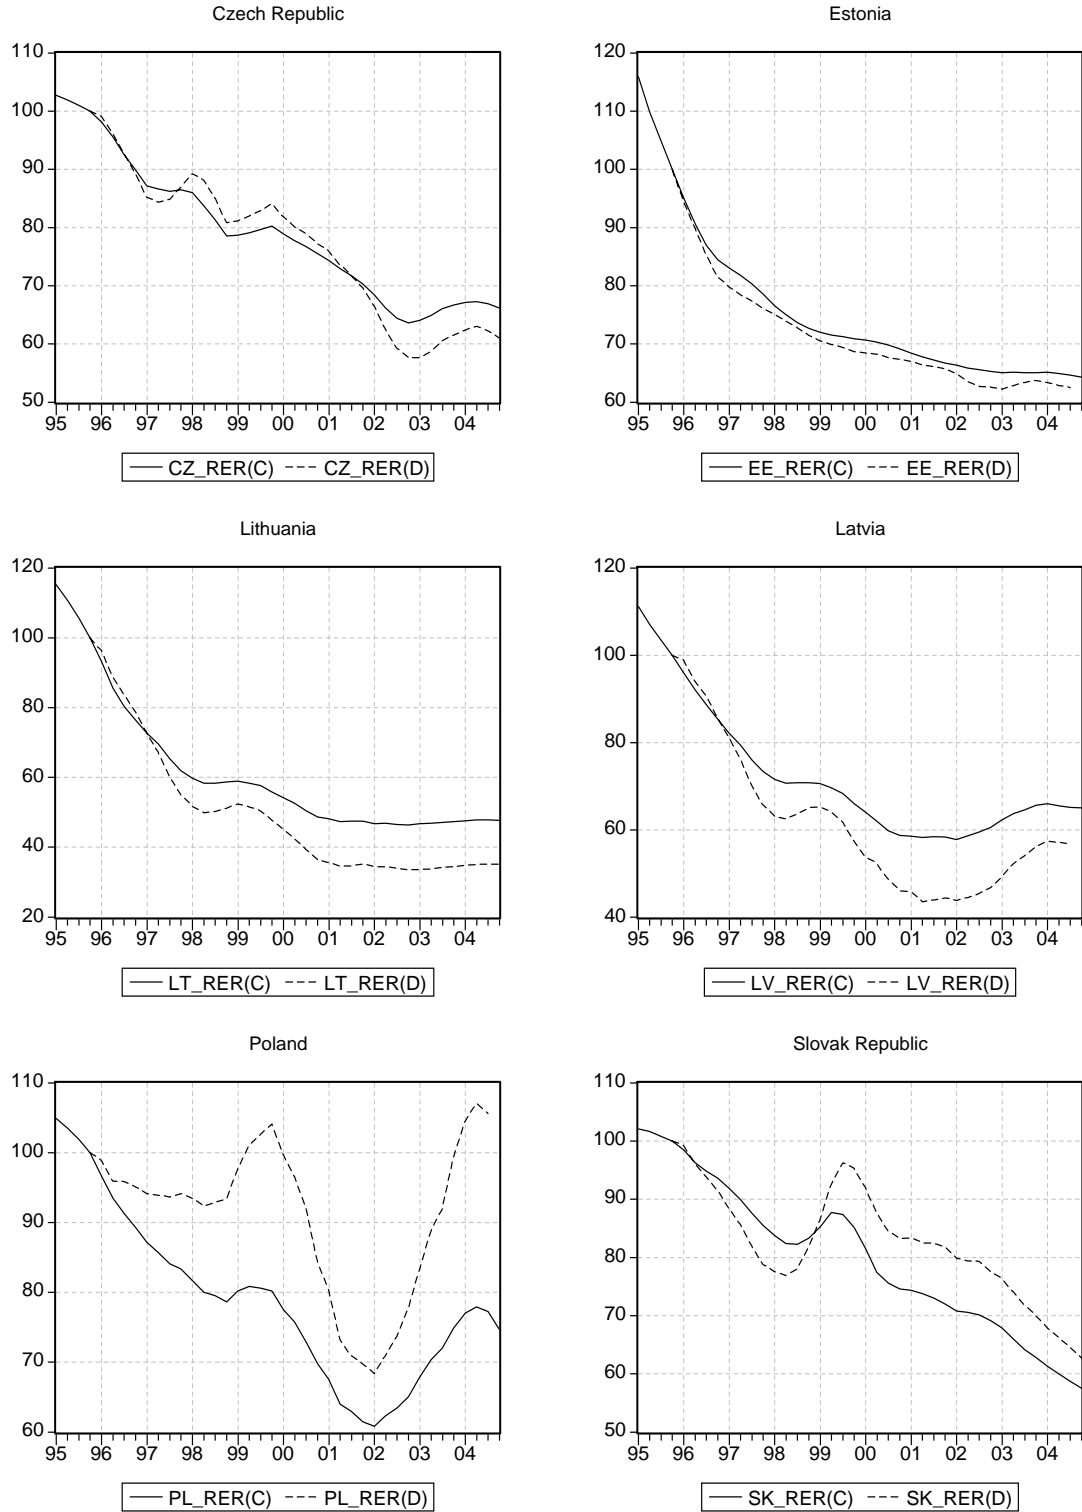 Czech Republic
110
100
90
80
70
60
50
95 96 97 98 99 00 01 02 03 04
CZ_RER(C) CZ_RER(D)
Estonia
120
110
100
90
80
70
60
95 96 97 98 99 00 01 02 03 04
EE_RER(C) EE_RER(D)
Lithuania
120
100
80
60
40
20
95 96 97 98 99 00 01 02 03 04
LT_RER(C) LT_RER(D)
Latvia
120
100
80
60
40
95 96 97 98 99 00 01 02 03 04
LV_RER(C) LV_RER(D)
Poland
110
100
90
80
70
60
95 96 97 98 99 00 01 02 03 04
PL_RER(C) PL_RER(D)
Slovak Republic
110
100
90
80
70
60
50
95 96 97 98 99 00 01 02 03 04
SK_RER(C) SK_RER(D)